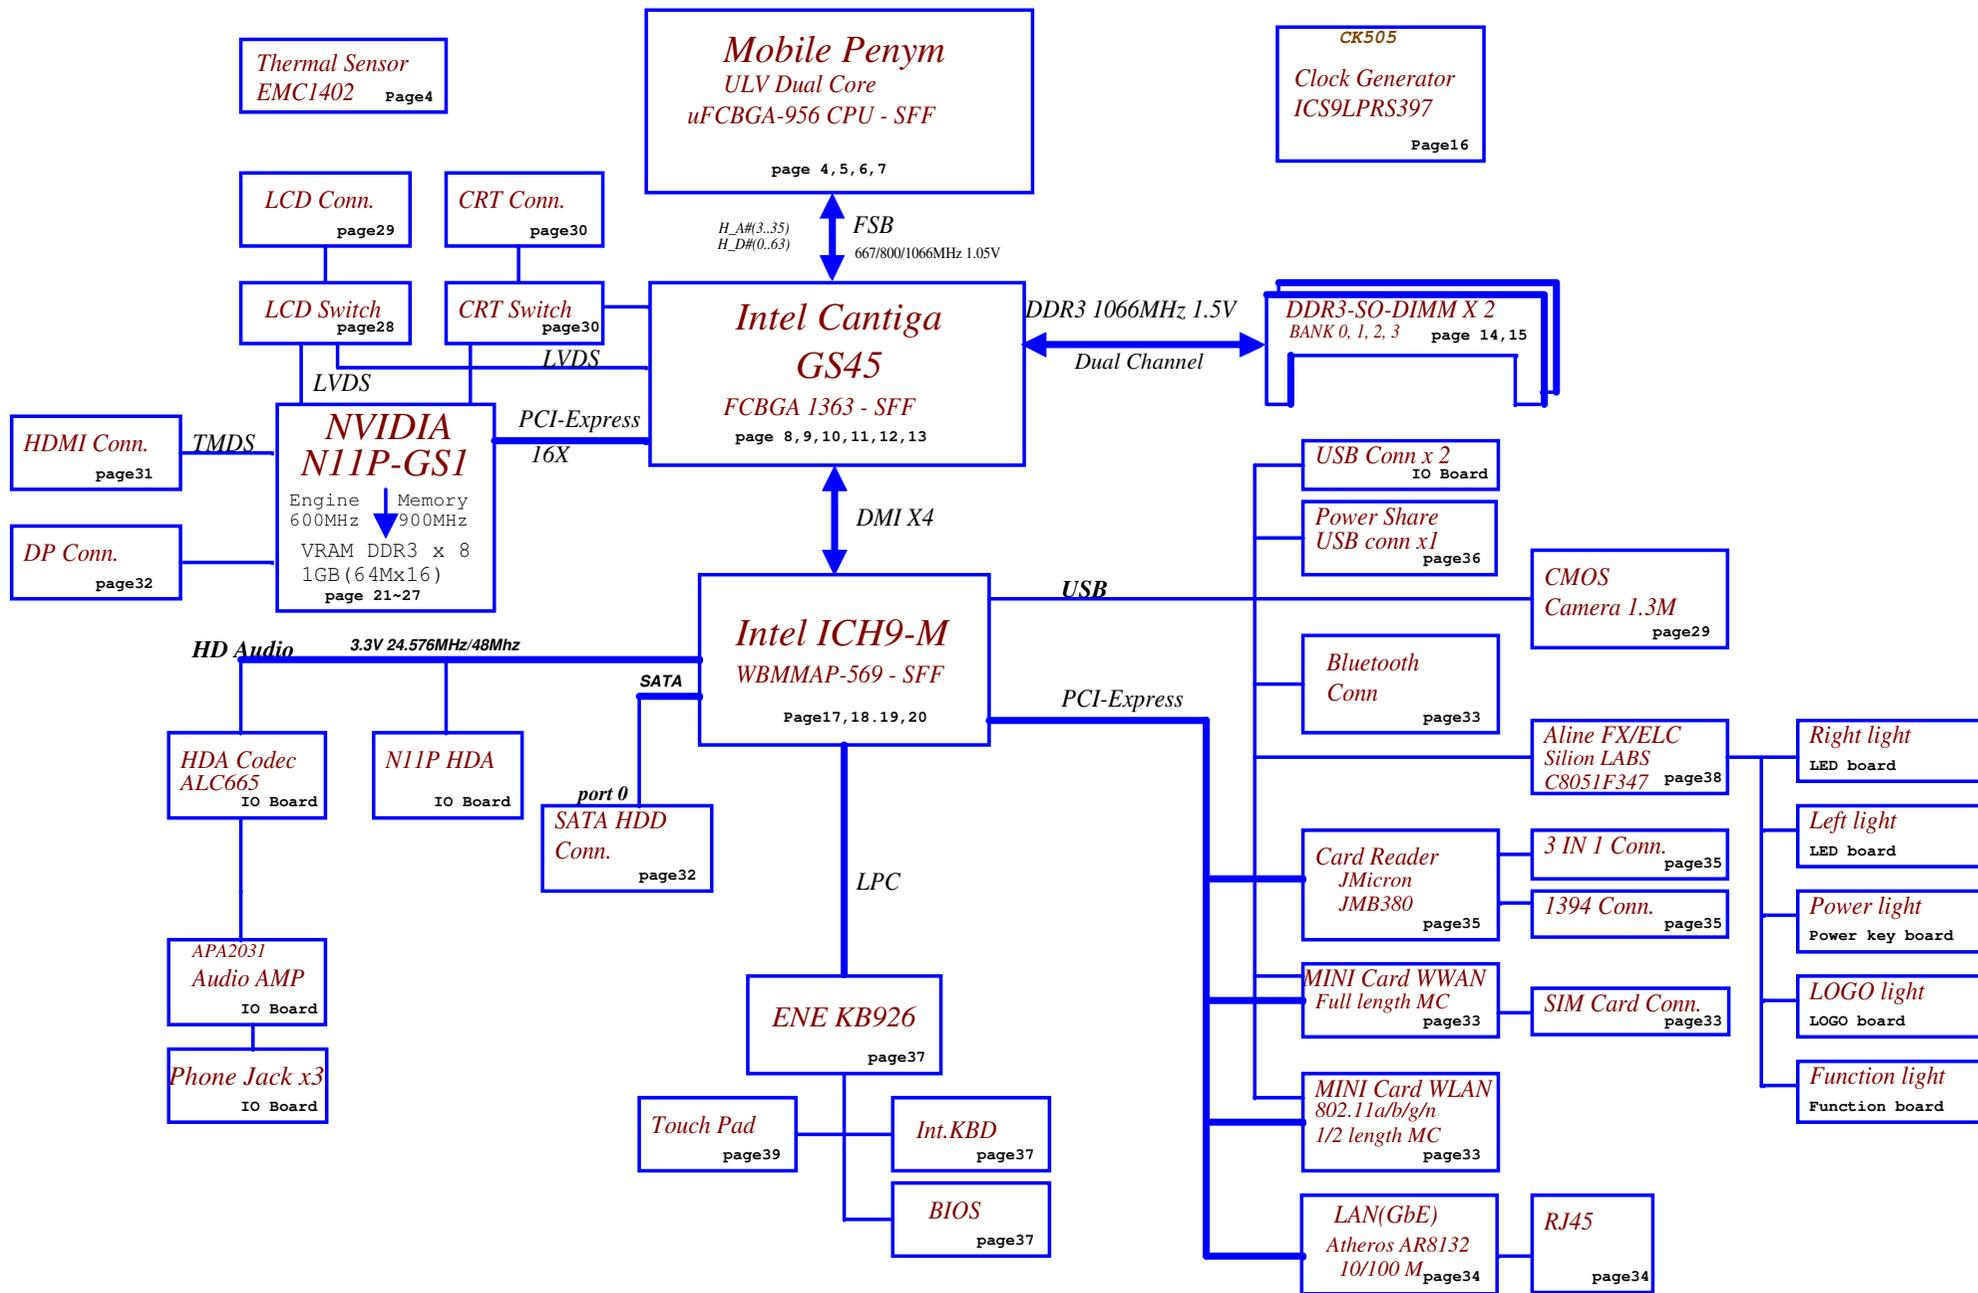 Thermal Sensor
EMC1402 Page4
Mobile Penym
ULV Dual Core
uFCBGA-956 CPU - SFF
page 4,5,6,7
CK505
Clock Generator
ICS9LPRS397
Page16
LCD Conn.
page29
CRT Conn.
page30
H_A#(3..35)
H_D#(0..63)
FSB
667/800/1066MHz 1.05V
LCD Switch
page28
CRT Switch
page30
LVDS
LVDS
Intel Cantiga
GS45
FCBGA 1363 - SFF
page 8,9,10,11,12,13
DDR3 1066MHz 1.5V
Dual Channel
DDR3-SO-DIMM X 2
BANK 0, 1, 2, 3 page 14,15
HDMI Conn.
page31
TMDS
DP Conn.
page32
NVIDIA
N11P-GS1
Engine Memory
600MHz 900MHz
VRAM DDR3 x 8
1GB(64Mx16)
page 21~27
PCI-Express
16X
DMI X4
USB Conn x 2
IO Board
Power Share
USB conn x1
page36
CMOS
Camera 1.3M
page29
USB
Intel ICH9-M
WBMMAP-569 - SFF
Page17,18.19,20
HD Audio
3.3V 24.576MHz/48Mhz
SATA
PCI-Express
Bluetooth
Conn
page33
HDA Codec
ALC665
IO Board
N11P HDA
IO Board
port 0
SATA HDD
Conn.
page32
LPC
Aline FX/ELC
Silion LABS
C8051F347 page38
Right light
LED board
Left light
LED board
Power light
Power key board
LOGO light
LOGO board
Function light
Function board
Card Reader
JMicron
JMB380
page35
3 IN 1 Conn.
page35
1394 Conn.
page35
APA2031
Audio AMP
IO Board
Phone Jack x3
IO Board
ENE KB926
page37
Touch Pad
page39
Int.KBD
page37
BIOS
page37
MINI Card WWAN
Full length MC
page33
SIM Card Conn.
page33
MINI Card WLAN
802.11a/b/g/n
1/2 length MC
page33
LAN(GbE)
Atheros AR8132
10/100 M page34
RJ45
page34